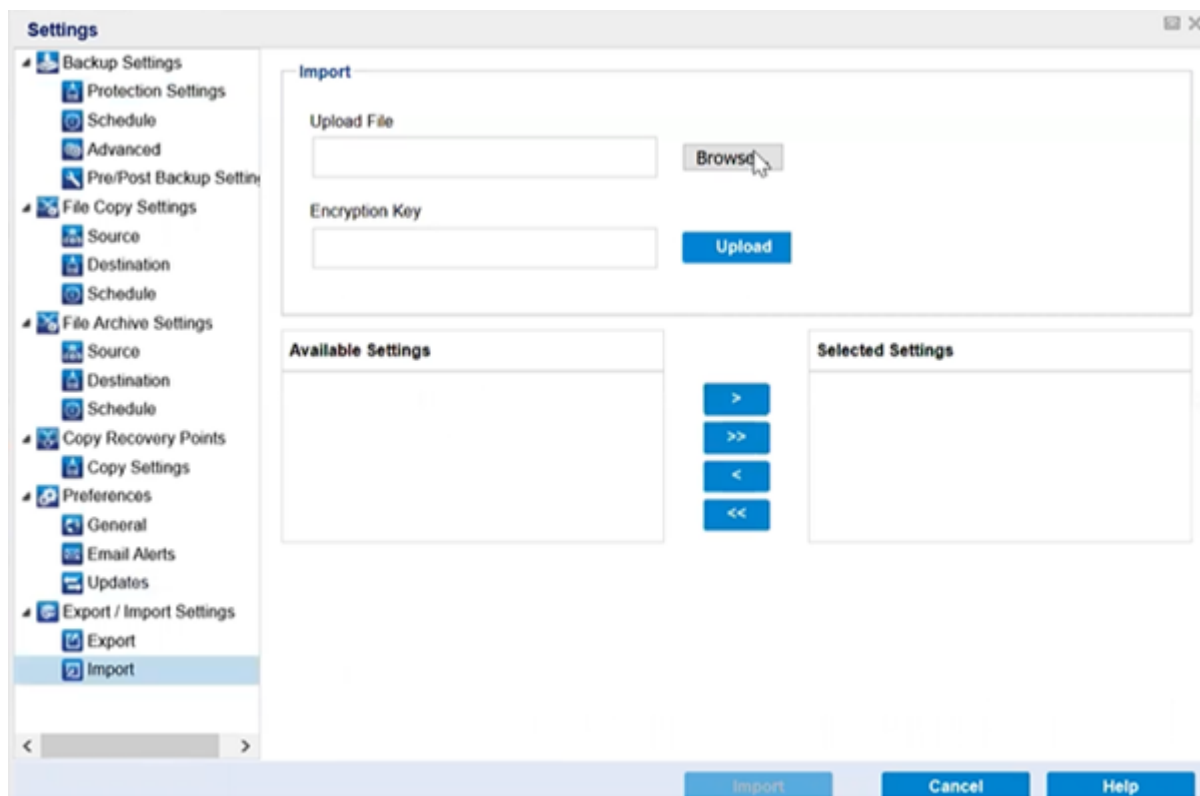 Settings
Backup Settings
Protection Settings
Schedule
Advanced
Pre/Post Backup Settin
File Copy Settings
Source
Destination
Schedule
File Archive Settings
Source
Destination
Schedule
Copy Recovery Points
Copy Settings
Preferences
General
Email Alerts
Updates
Export / Import Settings
Export
Import
Import
Upload File
Browse
Encryption Key
Upload
Available Settings
Selected Settings
>
>>
<
<<
Import
Cancel
Help